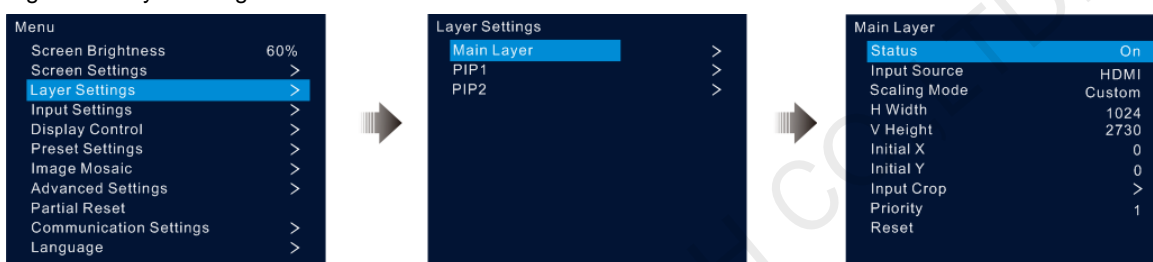 Menu
Screen Brightness 60%
Screen Settings >
Layer Settings >
Input Settings >
Display Control >
Preset Settings >
Image Mosaic >
Advanced Settings >
Partial Reset
Communication Settings >
Language >
Layer Settings
Main Layer >
PIP1 >
PIP2 >
Main Layer
Status On
Input Source HDMI
Scaling Mode Custom
H Width 1024
V Height 2730
Initial X 0
Initial Y 0
Input Crop >
Priority 1
Reset